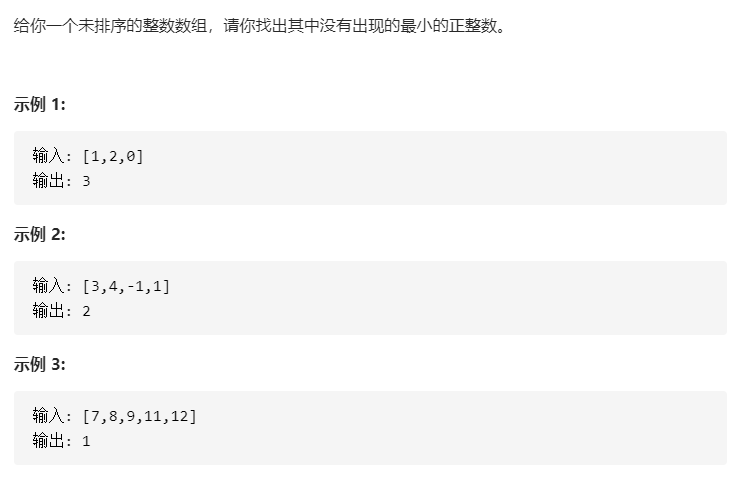 给你一个未排序的整数数组，请你找出其中没有出现的最小的正整数。
示例 1:
输入: [1,2,0]
输出: 3
示例 2:
输入: [3,4,-1,1]
输出: 2
示例 3:
输入: [7,8,9,11,12]
输出: 1